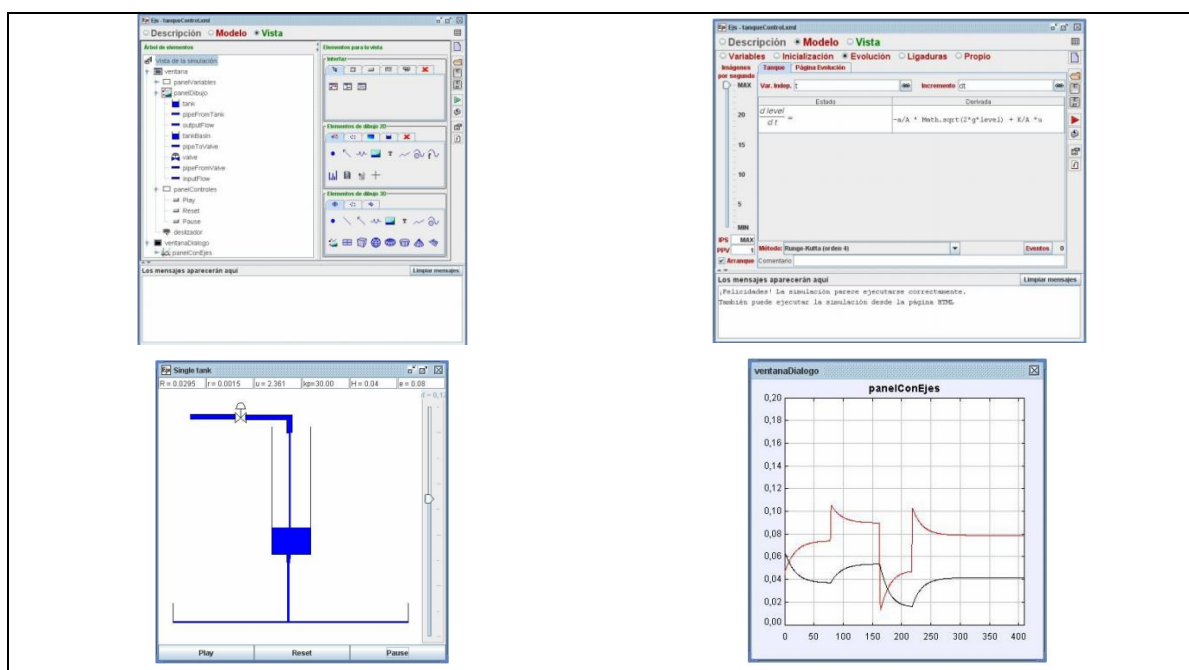 Ejs - tanqueControl.xml
Descripción Modelo Vista
Árbol de elementos
Vista de la simulación
ventana
panelVariables
panelDibujo
tank
pipeFromTank
outputFlow
tankBasin
pipeToValve
valve
pipeFromValve
inputFlow
panelControles
Play
Reset
Pause
deslizador
ventanaDialogo
panelConEjes
Elementos para la vista
Interfaz
Elementos de dibujo 2D
Elementos de dibujo 3D
Los mensajes aparecerán aquí
Limpiar mensajes
Ejs - tanqueControl.xml
Descripción Modelo Vista
Variables Inicialización Evolución Ligaduras Propio
Imágenes por segundo
MAX
20
15
10
5
MIN
IPS MAX
PPV 1
Arranque
Tanque Página Evolución
Var. Indep. t Incremento dt
Estado Derivada
d level
d t =
-a/A * Math.sqrt(2*g*level) + K/A *u
Método: Runge-Kutta (orden 4) Eventos 0
Comentario
Los mensajes aparecerán aquí
Limpiar mensajes
¡Felicidades! La simulación parece ejecutarse correctamente.
También puede ejecutar la simulación desde la página HTML
Single tank
R = 0.0295 r = 0.0015 u = 2.361 kp=30.00 H = 0.04 e = 0.08
Play Reset Pause
ventanaDialogo
panelConEjes
0,20
0,18
0,16
0,14
0,12
0,10
0,08
0,06
0,04
0,02
0,00
0 50 100 150 200 250 300 350 400